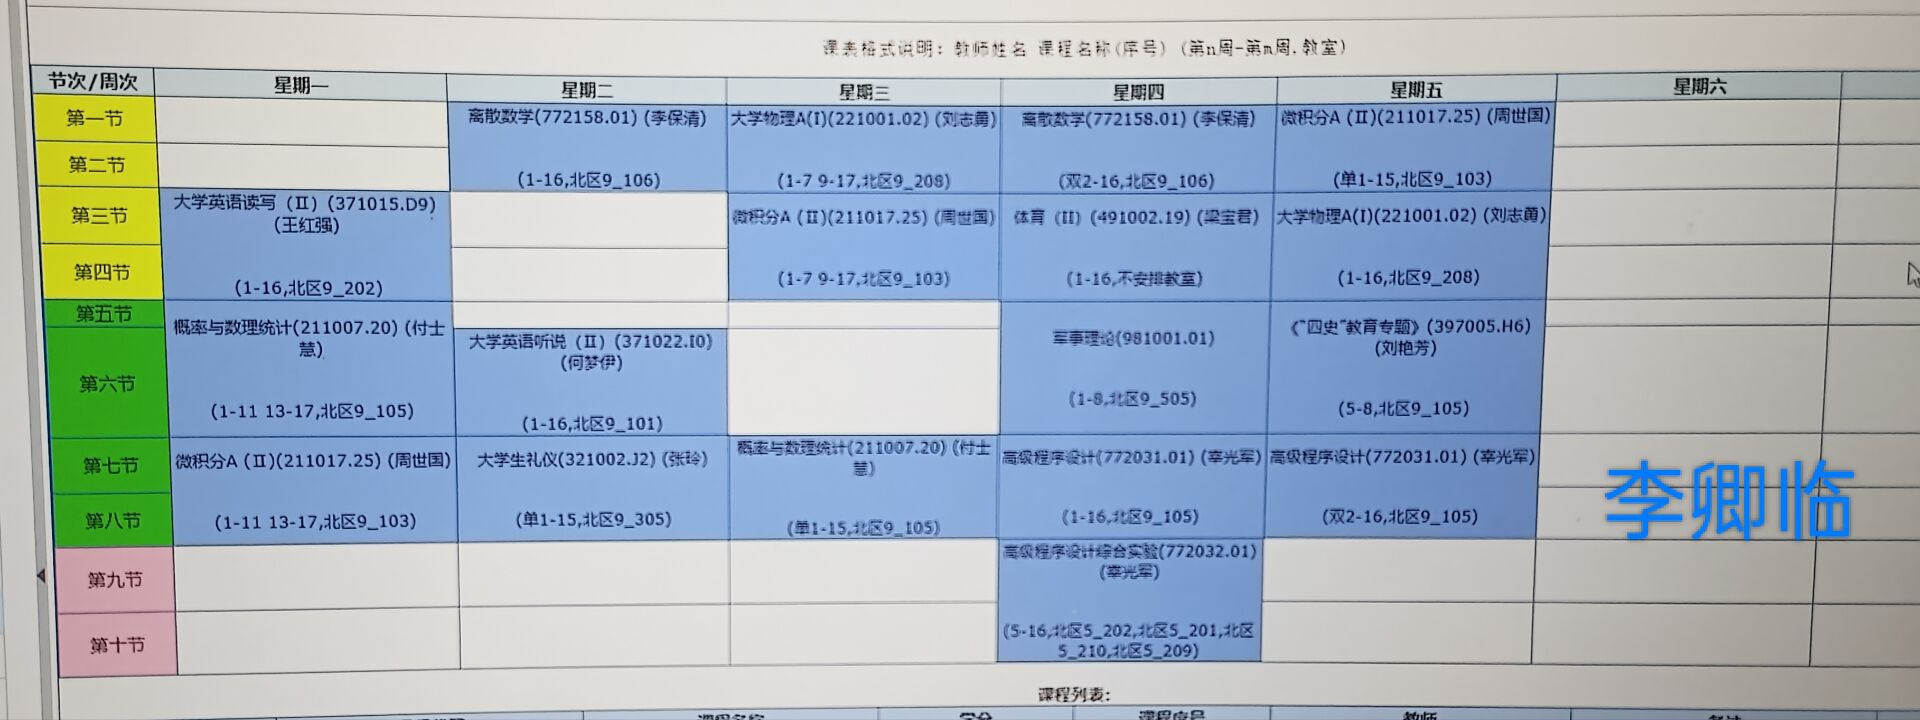 课表格式说明: 教师姓名 课程名称(序号) (第n周-第m周,教室)
节次/周次 星期一 星期二 星期三 星期四 星期五 星期六
第一节
离散数学(772158.01) (李保清)
(1-16,北区9_106)
大学物理A(I)(221001.02) (刘志勇)
(1-7 9-17,北区9_208)
离散数学(772158.01) (李保清)
(双2-16,北区9_106)
微积分A (II)(211017.25) (周世国)
(单1-15,北区9_103)
第二节
第三节
大学英语读写 (II) (371015.D9)
(王红强)
(1-16,北区9_202)
微积分A (II)(211017.25) (周世国)
(1-7 9-17,北区9_103)
体育 (II) (491002.19) (梁宝君)
(1-16,不安排教室)
大学物理A(I)(221001.02) (刘志勇)
(1-16,北区9_208)
第四节
第五节
概率与数理统计(211007.20) (付士
慧)
(1-11 13-17,北区9_105)
大学英语听说 (II) (371022.I0)
(何梦伊)
(1-16,北区9_101)
军事理论(981001.01)
(1-8,北区9_505)
《“四史”教育专题》(397005.H6)
(刘艳芳)
(5-8,北区9_105)
第六节
第七节
微积分A (II)(211017.25) (周世国)
(1-11 13-17,北区9_103)
大学生礼仪(321002.J2) (张玲)
(单1-15,北区9_305)
概率与数理统计(211007.20) (付士
慧)
(单1-15,北区9_105)
高级程序设计(772031.01) (宰光军)
(1-16,北区9_105)
高级程序设计(772031.01) (宰光军)
(双2-16,北区9_105)
李卿临
第八节
第九节
高级程序设计综合实验(772032.01)
(宰光军)
(5-16,北区5_202,北区5_201,北区
5_210,北区5_209)
第十节
课程列表:
课程名称 学分 课程序号 教师